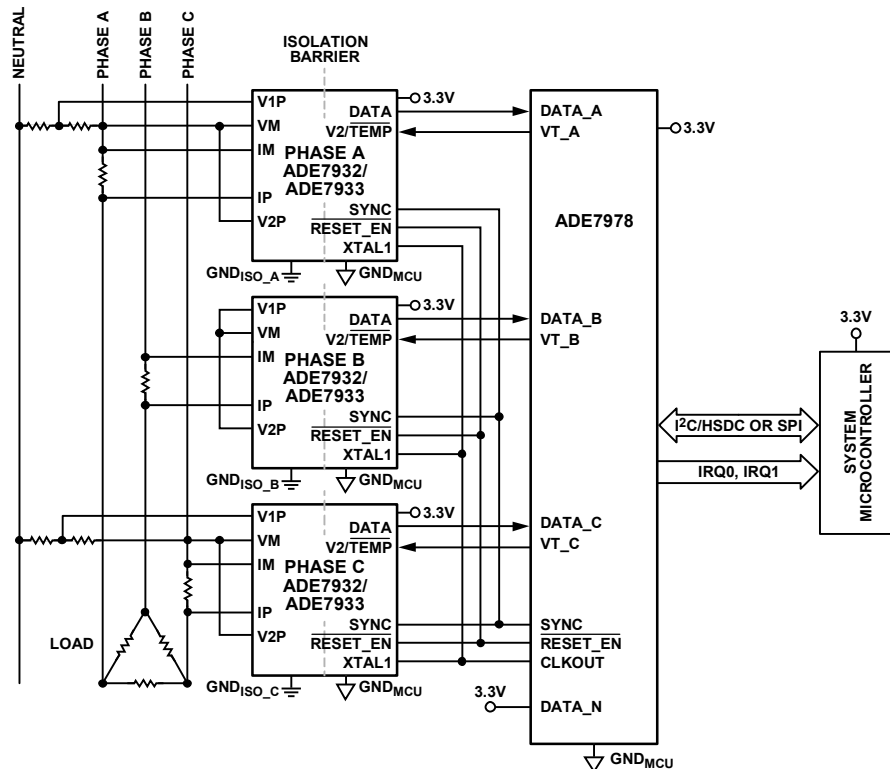 NEUTRAL
PHASE A
PHASE B
PHASE C
ISOLATION
BARRIER
V1P
VM
IM
IP
V2P
DATA
V2/TEMP
PHASE A
ADE7932/
ADE7933
SYNC
RESET_EN
XTAL1
3.3V
GNDISO_A
GNDMCU
V1P
VM
IM
IP
V2P
DATA
V2/TEMP
PHASE B
ADE7932/
ADE7933
SYNC
RESET_EN
XTAL1
3.3V
GNDISO_B
GNDMCU
V1P
VM
IM
IP
V2P
DATA
V2/TEMP
PHASE C
ADE7932/
ADE7933
SYNC
RESET_EN
XTAL1
3.3V
GNDISO_C
GNDMCU
LOAD
DATA_A
VT_A
3.3V
ADE7978
DATA_B
VT_B
DATA_C
VT_C
SYNC
RESET_EN
CLKOUT
3.3V
DATA_N
GNDMCU
I2C/HSDC OR SPI
IRQ0, IRQ1
3.3V
SYSTEM
MICROCONTROLLER